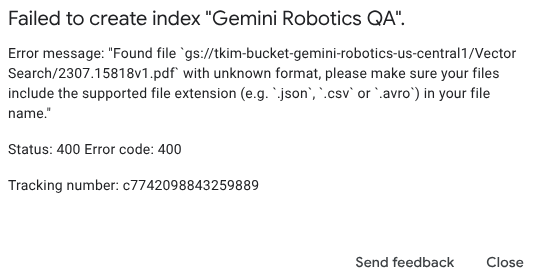 Failed to create index "Gemini Robotics QA".
Error message: "Found file `gs://tkim-bucket-gemini-robotics-us-central1/Vector
Search/2307.15818v1.pdf` with unknown format, please make sure your files
include the supported file extension (e.g. `.json`, `.csv` or `.avro`) in your file
name."
Status: 400 Error code: 400
Tracking number: c7742098843259889
Send feedback
Close